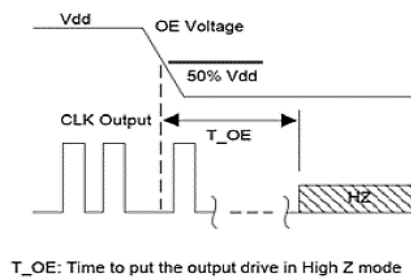 Vdd
OE Voltage
50% Vdd
CLK Output
T_OE
HZ
T_OE: Time to put the output drive in High Z mode